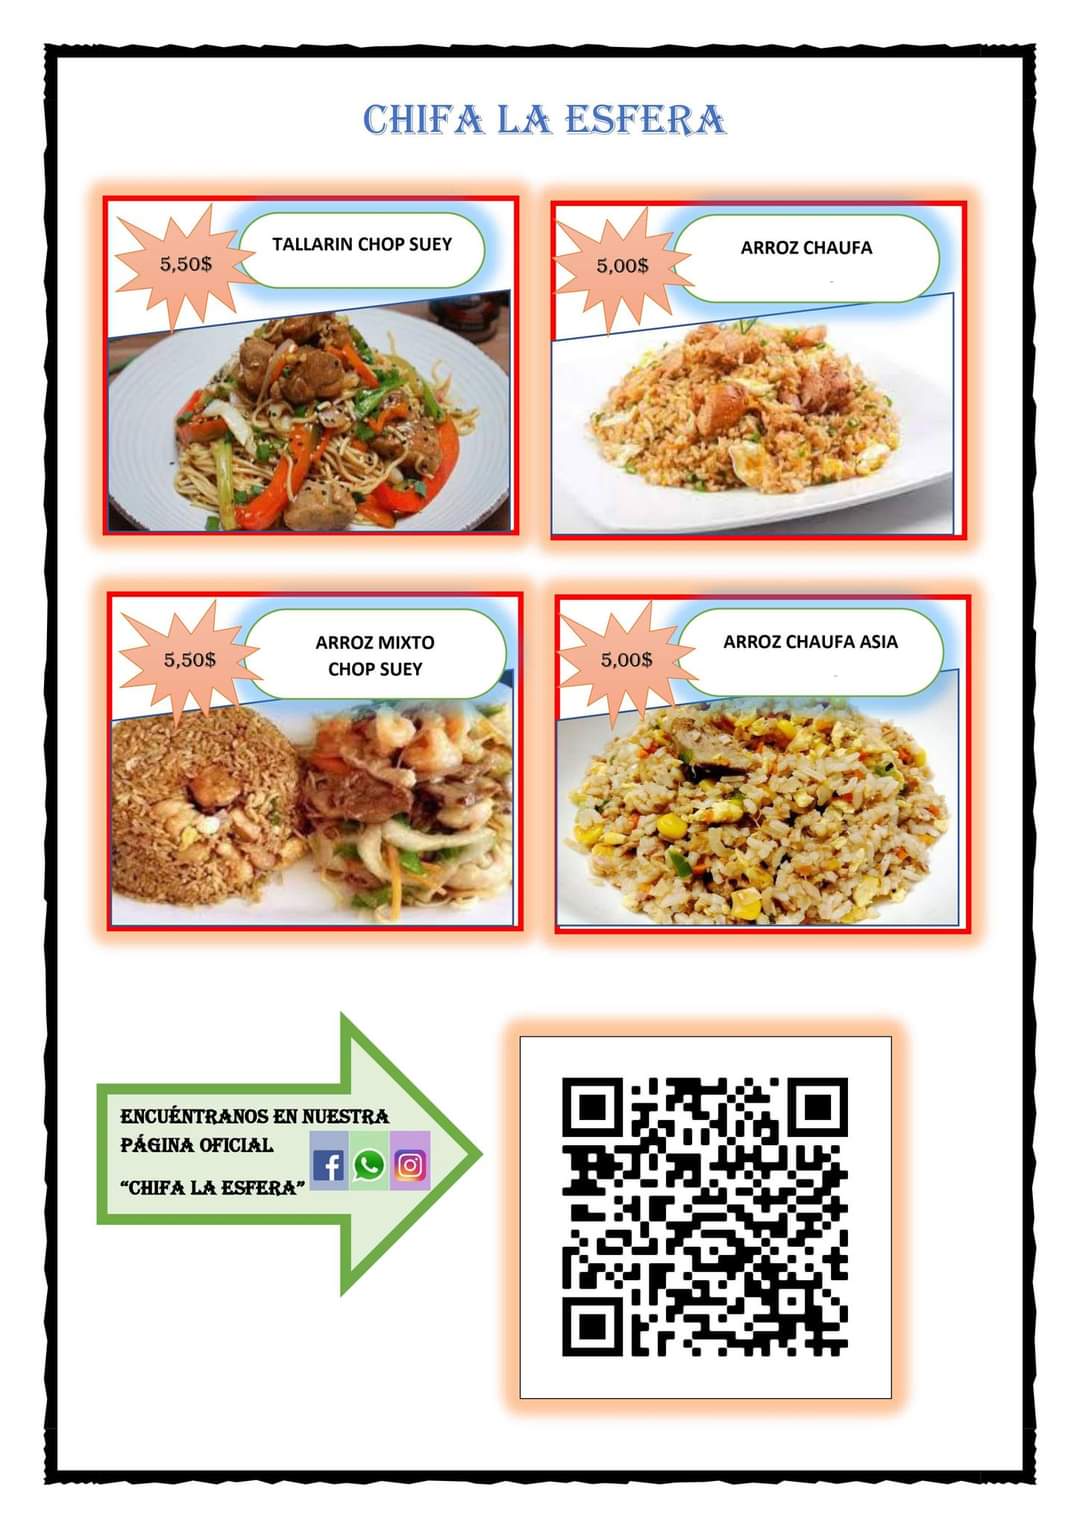 CHIFA LA ESFERA
5,50$
TALLARIN CHOP SUEY
5,00$
ARROZ CHAUFA
5,50$
ARROZ MIXTO
CHOP SUEY
5,00$
ARROZ CHAUFA ASIA
ENCUÉNTRANOS EN NUESTRA
PÁGINA OFICIAL
“CHIFA LA ESFERA”